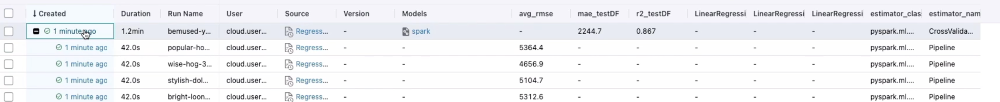 ↓ Created Duration Run Name User Source Version Models avg_rmse mae_testDF r2_testDF LinearRegressi LinearRegressi LinearRegressi estimator_clas estimator_nam
1 minute ago 1.2min bemused-y... cloud.user... Regress... - spark - 2244.7 0.867 - - - pyspark.ml.... CrossValida...
1 minute ago 42.0s popular-ho... cloud.user... Regress... - - 5364.4 - - - - - pyspark.ml.... Pipeline
1 minute ago 42.0s wise-hog-3... cloud.user... Regress... - - 4656.9 - - - - - pyspark.ml.... Pipeline
1 minute ago 42.0s stylish-dol... cloud.user... Regress... - - 5104.7 - - - - - pyspark.ml.... Pipeline
1 minute ago 42.0s bright-loon... cloud.user... Regress... - - 5312.6 - - - - - pyspark.ml.... Pipeline